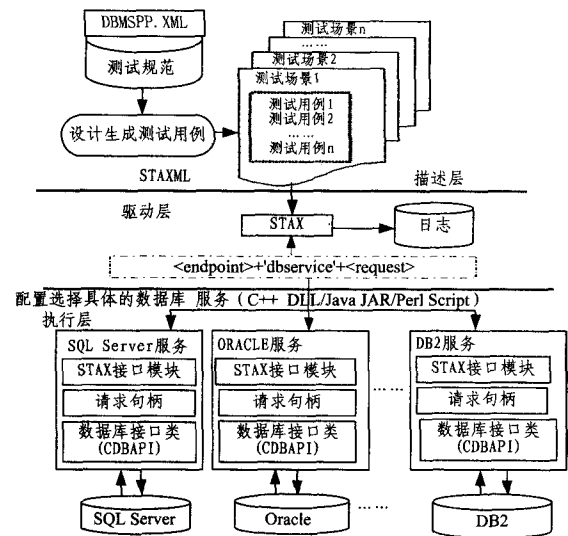 DBMSPP.XML
测试规范
设计生成测试用例
测试场景n
……
测试场景2
测试场景1
测试用例1
测试用例2
……
测试用例n
STAXML
描述层
驱动层
STAX
日志
<endpoint>+'dbservice'+<request>
配置选择具体的数据库 服务(C++ DLL/Java JAR/Perl Script)
执行层
SQL Server服务
STAX接口模块
请求句柄
数据库接口类
(CDBAPI)
SQL Server
ORACLE服务
STAX接口模块
请求句柄
数据库接口类
(CDBAPI)
Oracle
……
……
DB2服务
STAX接口模块
请求句柄
数据库接口类
(CDBAPI)
DB2